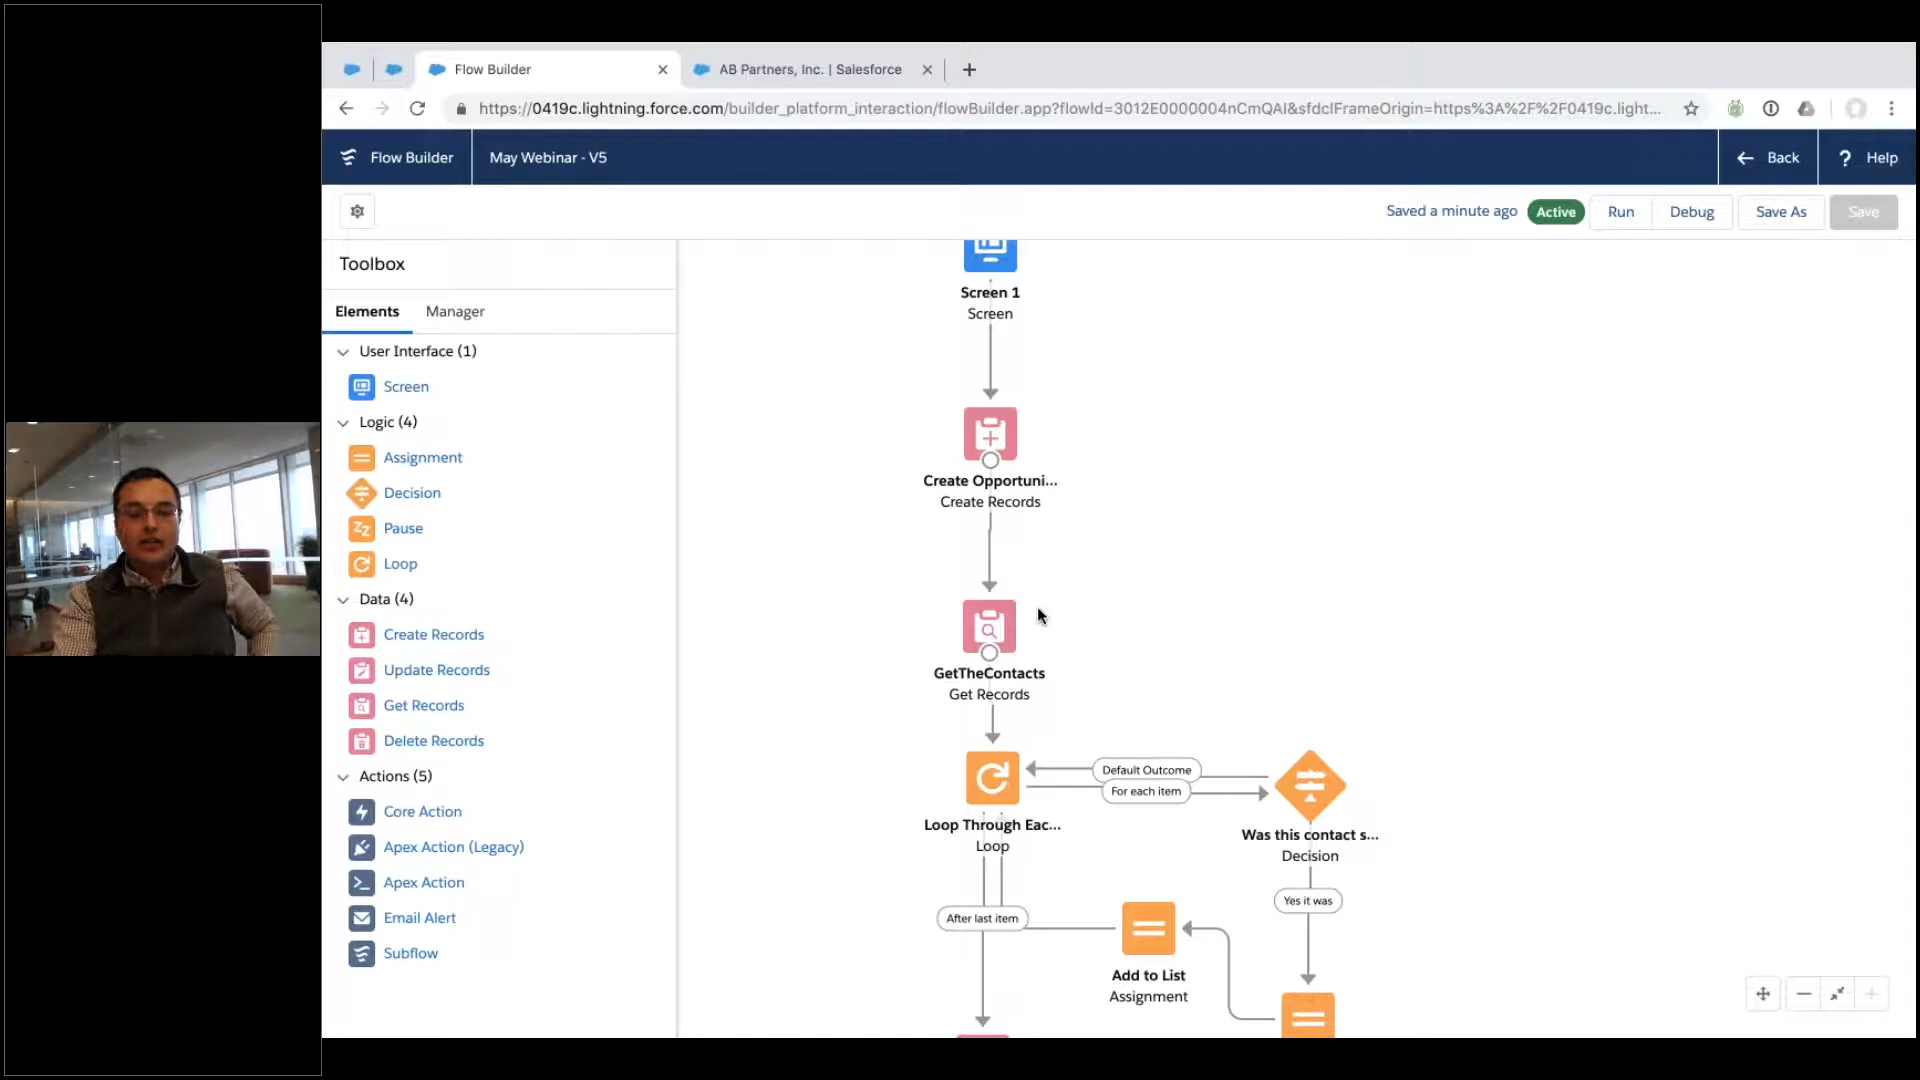 Flow Builder
AB Partners, Inc. | Salesforce
https://0419c.lightning.force.com/builder_platform_interaction/flowBuilder.app?flowId=3012E0000004nCmQAI&sfdcIFrameOrigin=https%3A%2F%2F0419c.light...
Flow Builder
May Webinar - V5
Back
? Help
Saved a minute ago
Active
Run
Debug
Save As
Save
Toolbox
Elements
Manager
User Interface (1)
Screen
Logic (4)
Assignment
Decision
Pause
Loop
Data (4)
Create Records
Update Records
Get Records
Delete Records
Actions (5)
Core Action
Apex Action (Legacy)
Apex Action
Email Alert
Subflow
Screen 1
Screen
Create Opportuni...
Create Records
GetTheContacts
Get Records
Default Outcome
For each item
Loop Through Eac...
Loop
Was this contact s...
Decision
Yes it was
After last item
Add to List
Assignment